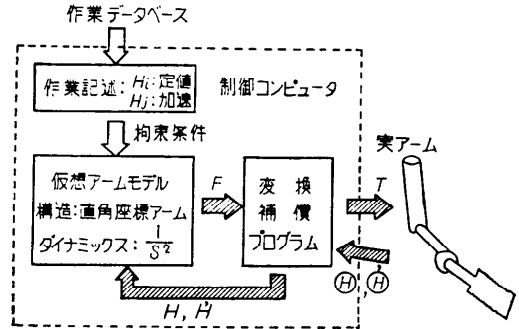 作業データベース
作業記述：Hi：定値
Hj：加速
制御コンピュータ
拘束条件
実アーム
仮想アームモデル
構造：直角座標アーム
ダイナミックス：1/S²
F
変換
補償
プログラム
T
Ⓗ, Ⓗ̇
H, Ḣ